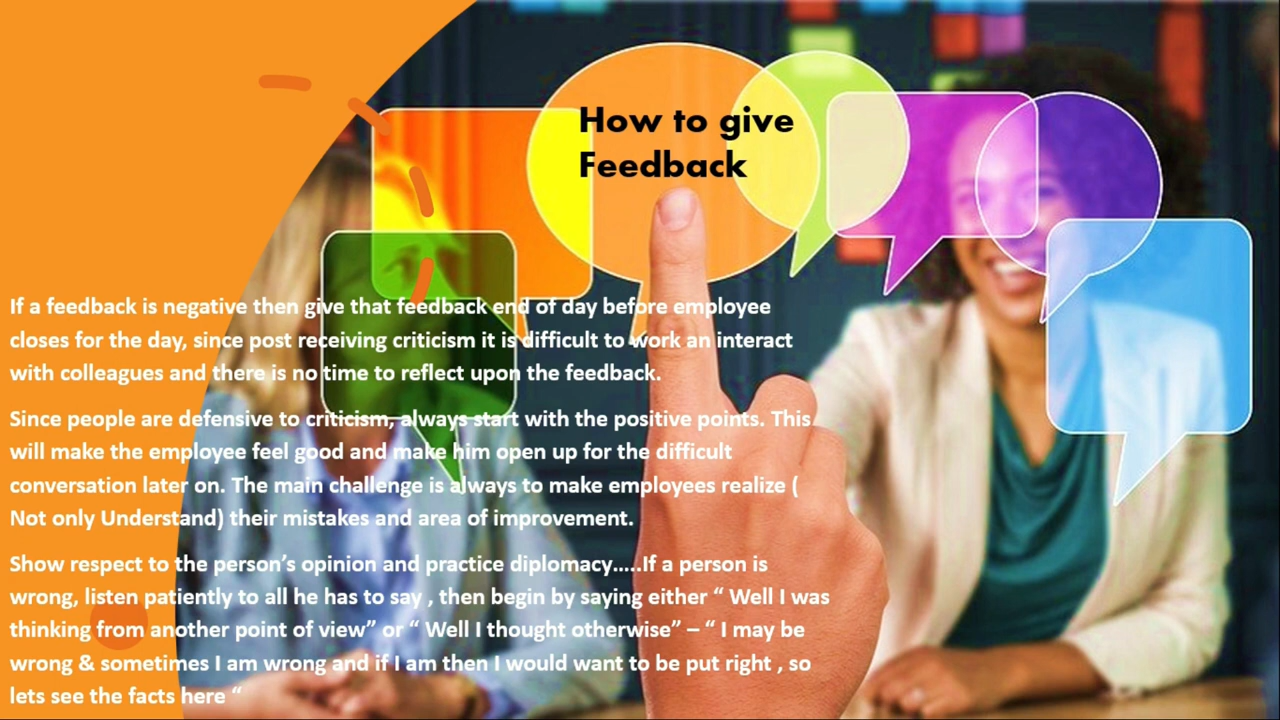 How to give
Feedback
If a feedback is negative then give that feedback end of day before employee
closes for the day, since post receiving criticism it is difficult to work an interact
with colleagues and there is no time to reflect upon the feedback.
Since people are defensive to criticism, always start with the positive points. This
will make the employee feel good and make him open up for the difficult
conversation later on. The main challenge is always to make employees realize (
Not only Understand) their mistakes and area of improvement.
Show respect to the person’s opinion and practice diplomacy.....If a person is
wrong, listen patiently to all he has to say , then begin by saying either “ Well I was
thinking from another point of view” or “ Well I thought otherwise” – “ I may be
wrong & sometimes I am wrong and if I am then I would want to be put right , so
lets see the facts here “